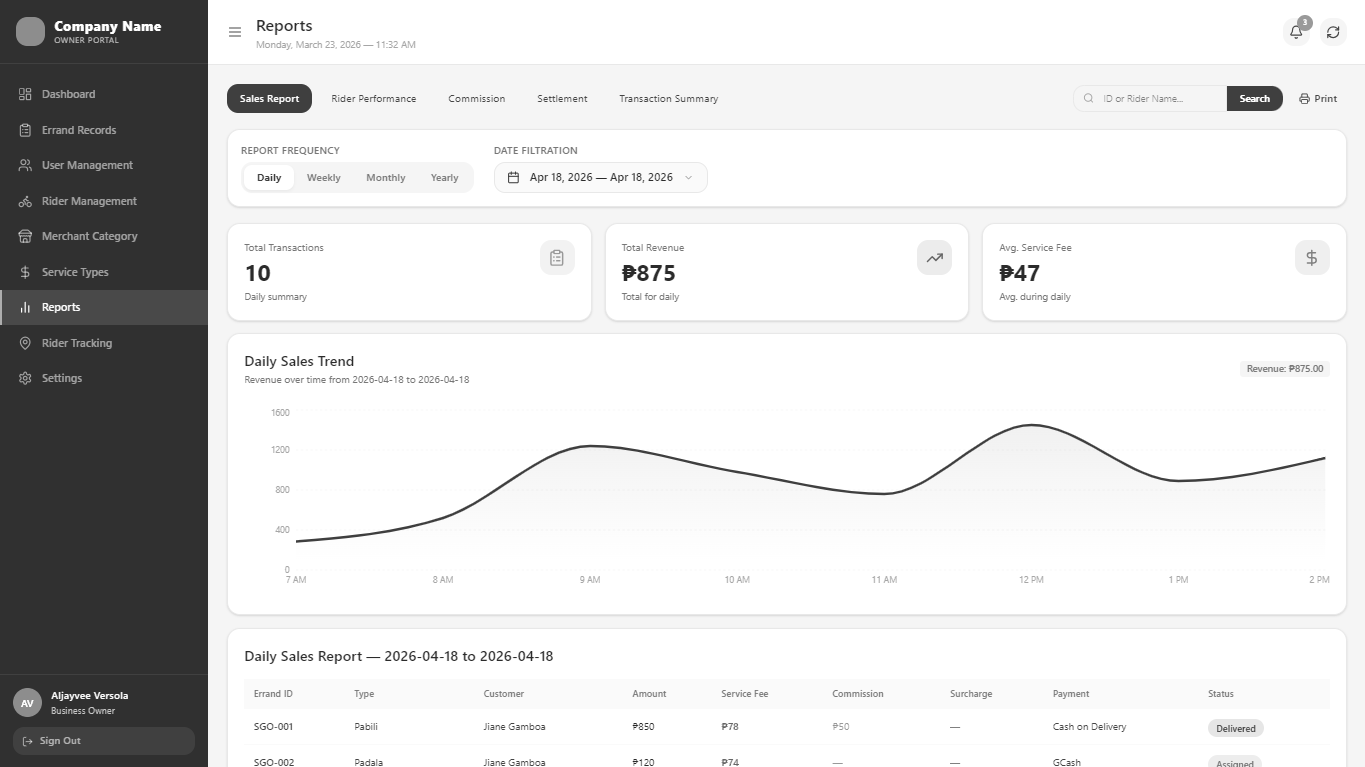 Company Name
OWNER PORTAL
Dashboard
Errand Records
User Management
Rider Management
Merchant Category
Service Types
Reports
Rider Tracking
Settings
AV
Aljayvee Versola
Business Owner
Sign Out
Reports
Monday, March 23, 2026 — 11:32 AM
3
Sales Report Rider Performance Commission Settlement Transaction Summary
ID or Rider Name... Search Print
REPORT FREQUENCY DATE FILTRATION
Daily Weekly Monthly Yearly Apr 18, 2026 — Apr 18, 2026
Total Transactions
10
Daily summary
Total Revenue
₱875
Total for daily
Avg. Service Fee
₱47
Avg. during daily
Daily Sales Trend
Revenue over time from 2026-04-18 to 2026-04-18
Revenue: ₱875.00
1600
1200
800
400
0
7 AM 8 AM 9 AM 10 AM 11 AM 12 PM 1 PM 2 PM
Daily Sales Report — 2026-04-18 to 2026-04-18
Errand ID Type Customer Amount Service Fee Commission Surcharge Payment Status
SGO-001 Pabili Jiane Gamboa ₱850 ₱78 ₱50 — Cash on Delivery Delivered
SGO-002 Padala Jiane Gamboa ₱120 ₱74 — — GCash Assigned